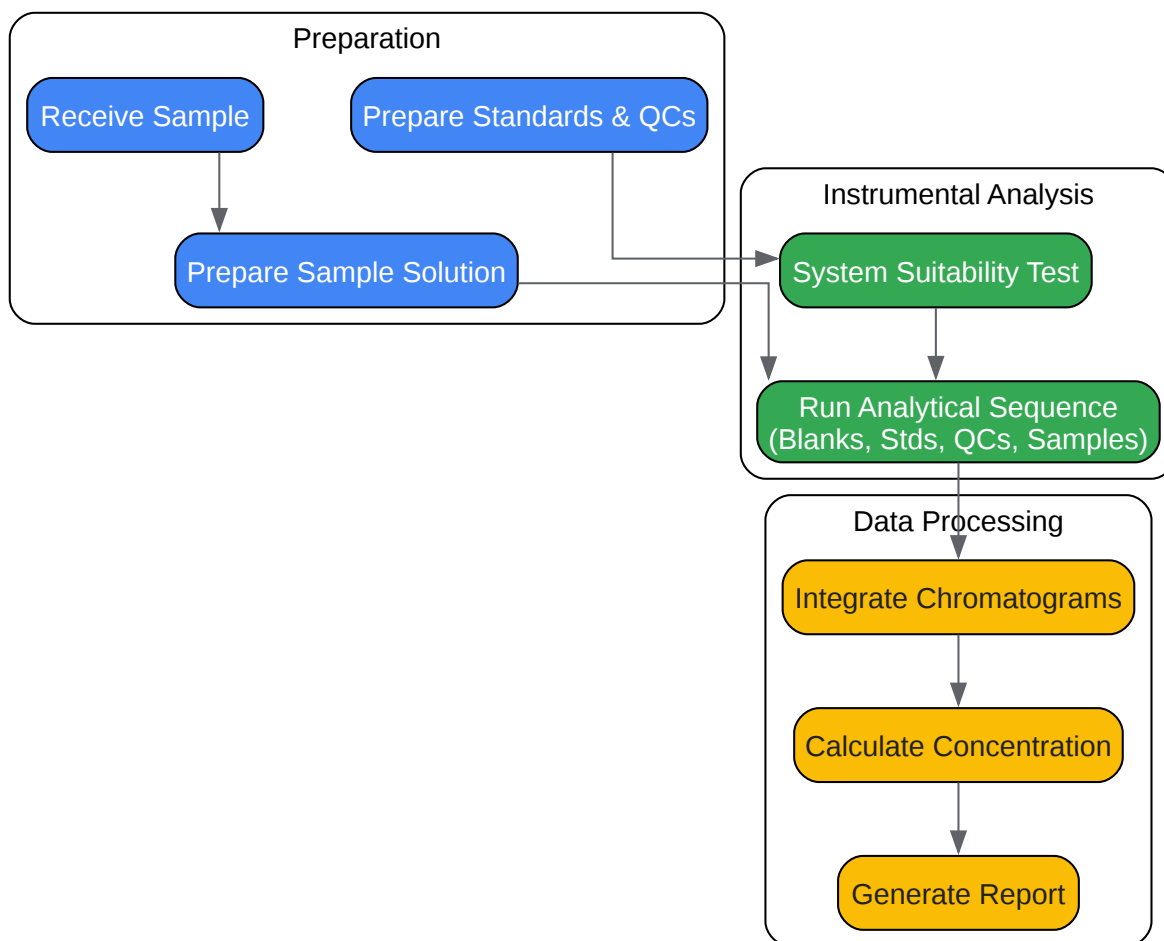 Preparation
Receive Sample
Prepare Standards & QCs
Prepare Sample Solution
Instrumental Analysis
System Suitability Test
Run Analytical Sequence
(Blanks, Stds, QCs, Samples)
Data Processing
Integrate Chromatograms
Calculate Concentration
Generate Report